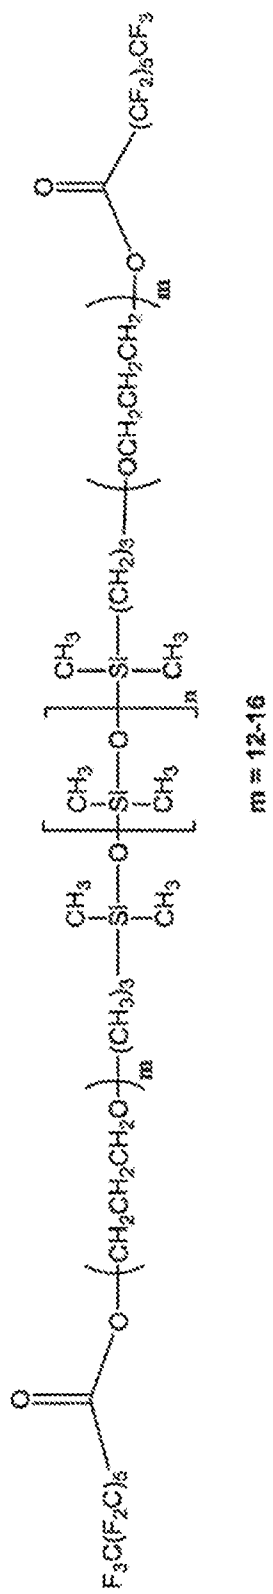 O CH₃ CH₃ CH₃ O
F₃C(F₂C)₅ O ( CH₂CH₂CH₂O )m (CH₂)₃ Si O [ Si O ]n Si (CH₂)₃ ( OCH₂CH₂CH₂ )m O (CF₂)₅CF₃
CH₃ CH₃ CH₃
m = 12-16